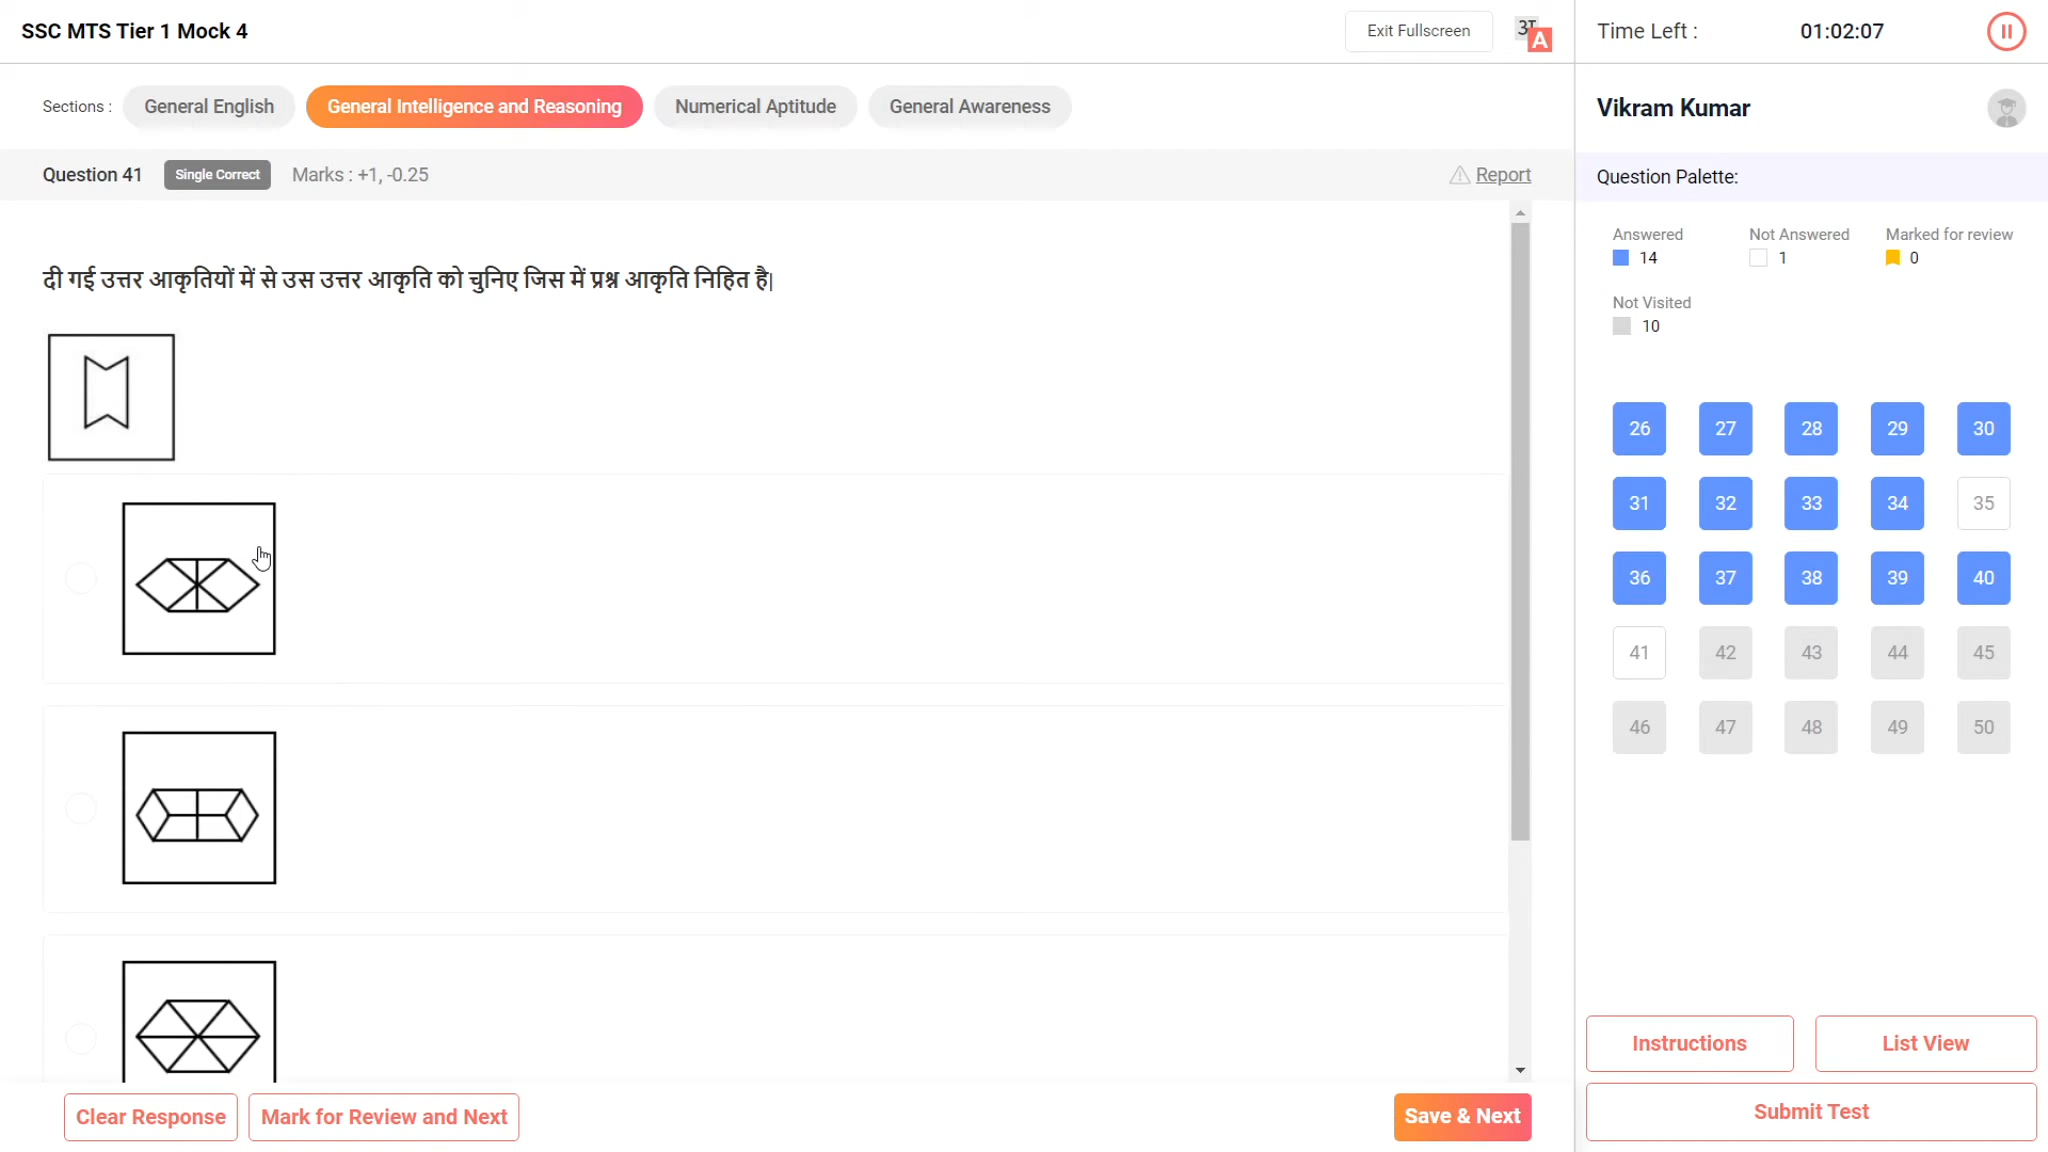 SSC MTS Tier 1 Mock 4
Exit Fullscreen
अ A
Time Left :
01:02:07
Sections :
General English
General Intelligence and Reasoning
Numerical Aptitude
General Awareness
Vikram Kumar
Question 41
Single Correct
Marks : +1, -0.25
Report
Question Palette:
Answered
14
Not Answered
1
Marked for review
0
Not Visited
10
दी गई उत्तर आकृतियों में से उस उत्तर आकृति को चुनिए जिस में प्रश्न आकृति निहित है|
26 27 28 29 30
31 32 33 34 35
36 37 38 39 40
41 42 43 44 45
46 47 48 49 50
Instructions
List View
Clear Response
Mark for Review and Next
Save & Next
Submit Test